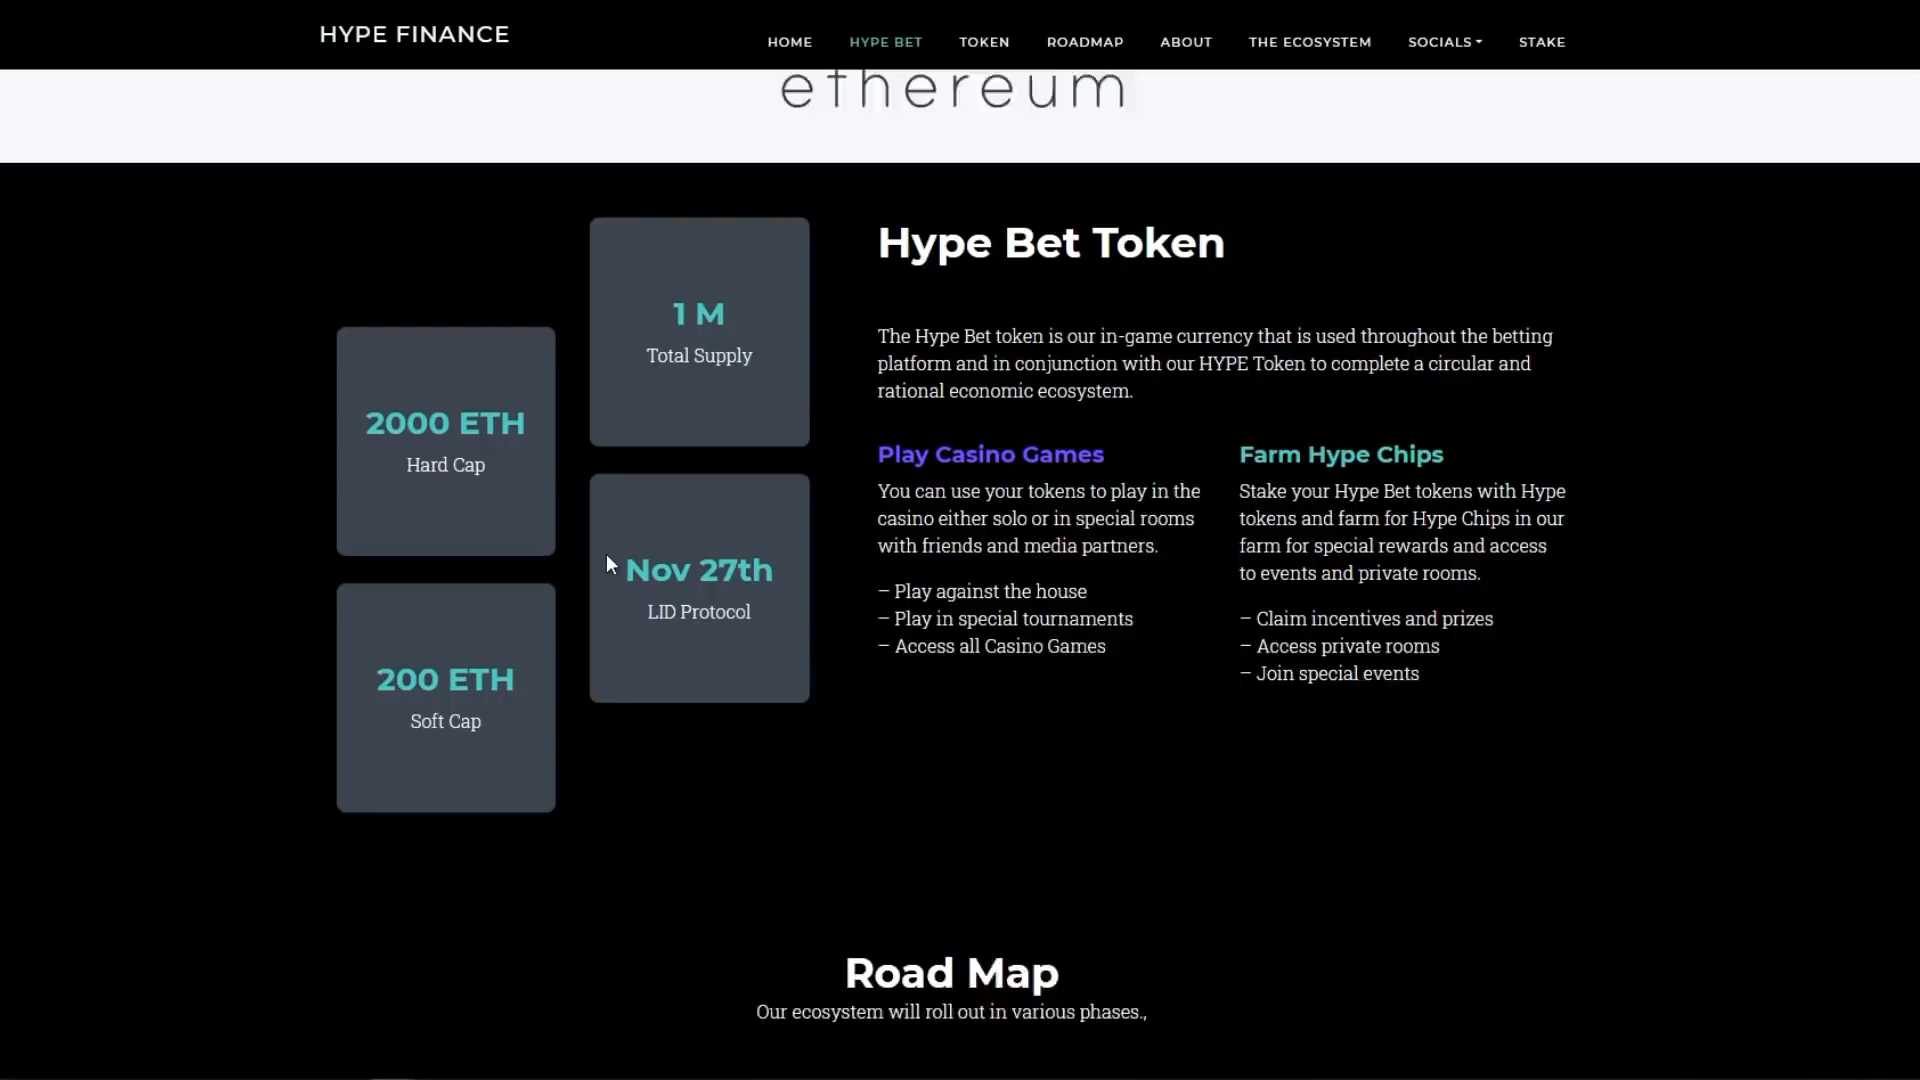 HYPE FINANCE
HOME HYPE BET TOKEN ROADMAP ABOUT THE ECOSYSTEM SOCIALS STAKE
ethereum
1 M
Total Supply
2000 ETH
Hard Cap
Nov 27th
LID Protocol
200 ETH
Soft Cap
Hype Bet Token
The Hype Bet token is our in-game currency that is used throughout the betting
platform and in conjunction with our HYPE Token to complete a circular and
rational economic ecosystem.
Play Casino Games
You can use your tokens to play in the
casino either solo or in special rooms
with friends and media partners.
– Play against the house
– Play in special tournaments
– Access all Casino Games
Farm Hype Chips
Stake your Hype Bet tokens with Hype
tokens and farm for Hype Chips in our
farm for special rewards and access
to events and private rooms.
– Claim incentives and prizes
– Access private rooms
– Join special events
Road Map
Our ecosystem will roll out in various phases.,